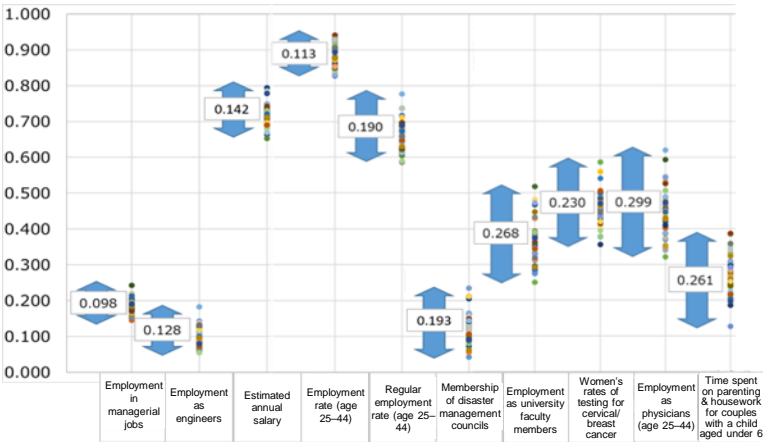 1.000
0.900
0.800
0.700
0.600
0.500
0.400
0.300
0.200
0.100
0.000
0.098
0.128
0.142
0.113
0.190
0.193
0.268
0.230
0.299
0.261
Employment
in
managerial
jobs
Employment
as
engineers
Estimated
annual
salary
Employment
rate (age
25–44)
Regular
employment
rate (age 25–
44)
Membership
of disaster
management
councils
Employment
as university
faculty
members
Women's
rates of
testing for
cervical/
breast
cancer
Employment
as
physicians
(age 25–44)
Time spent
on parenting
& housework
for couples
with a child
aged under 6